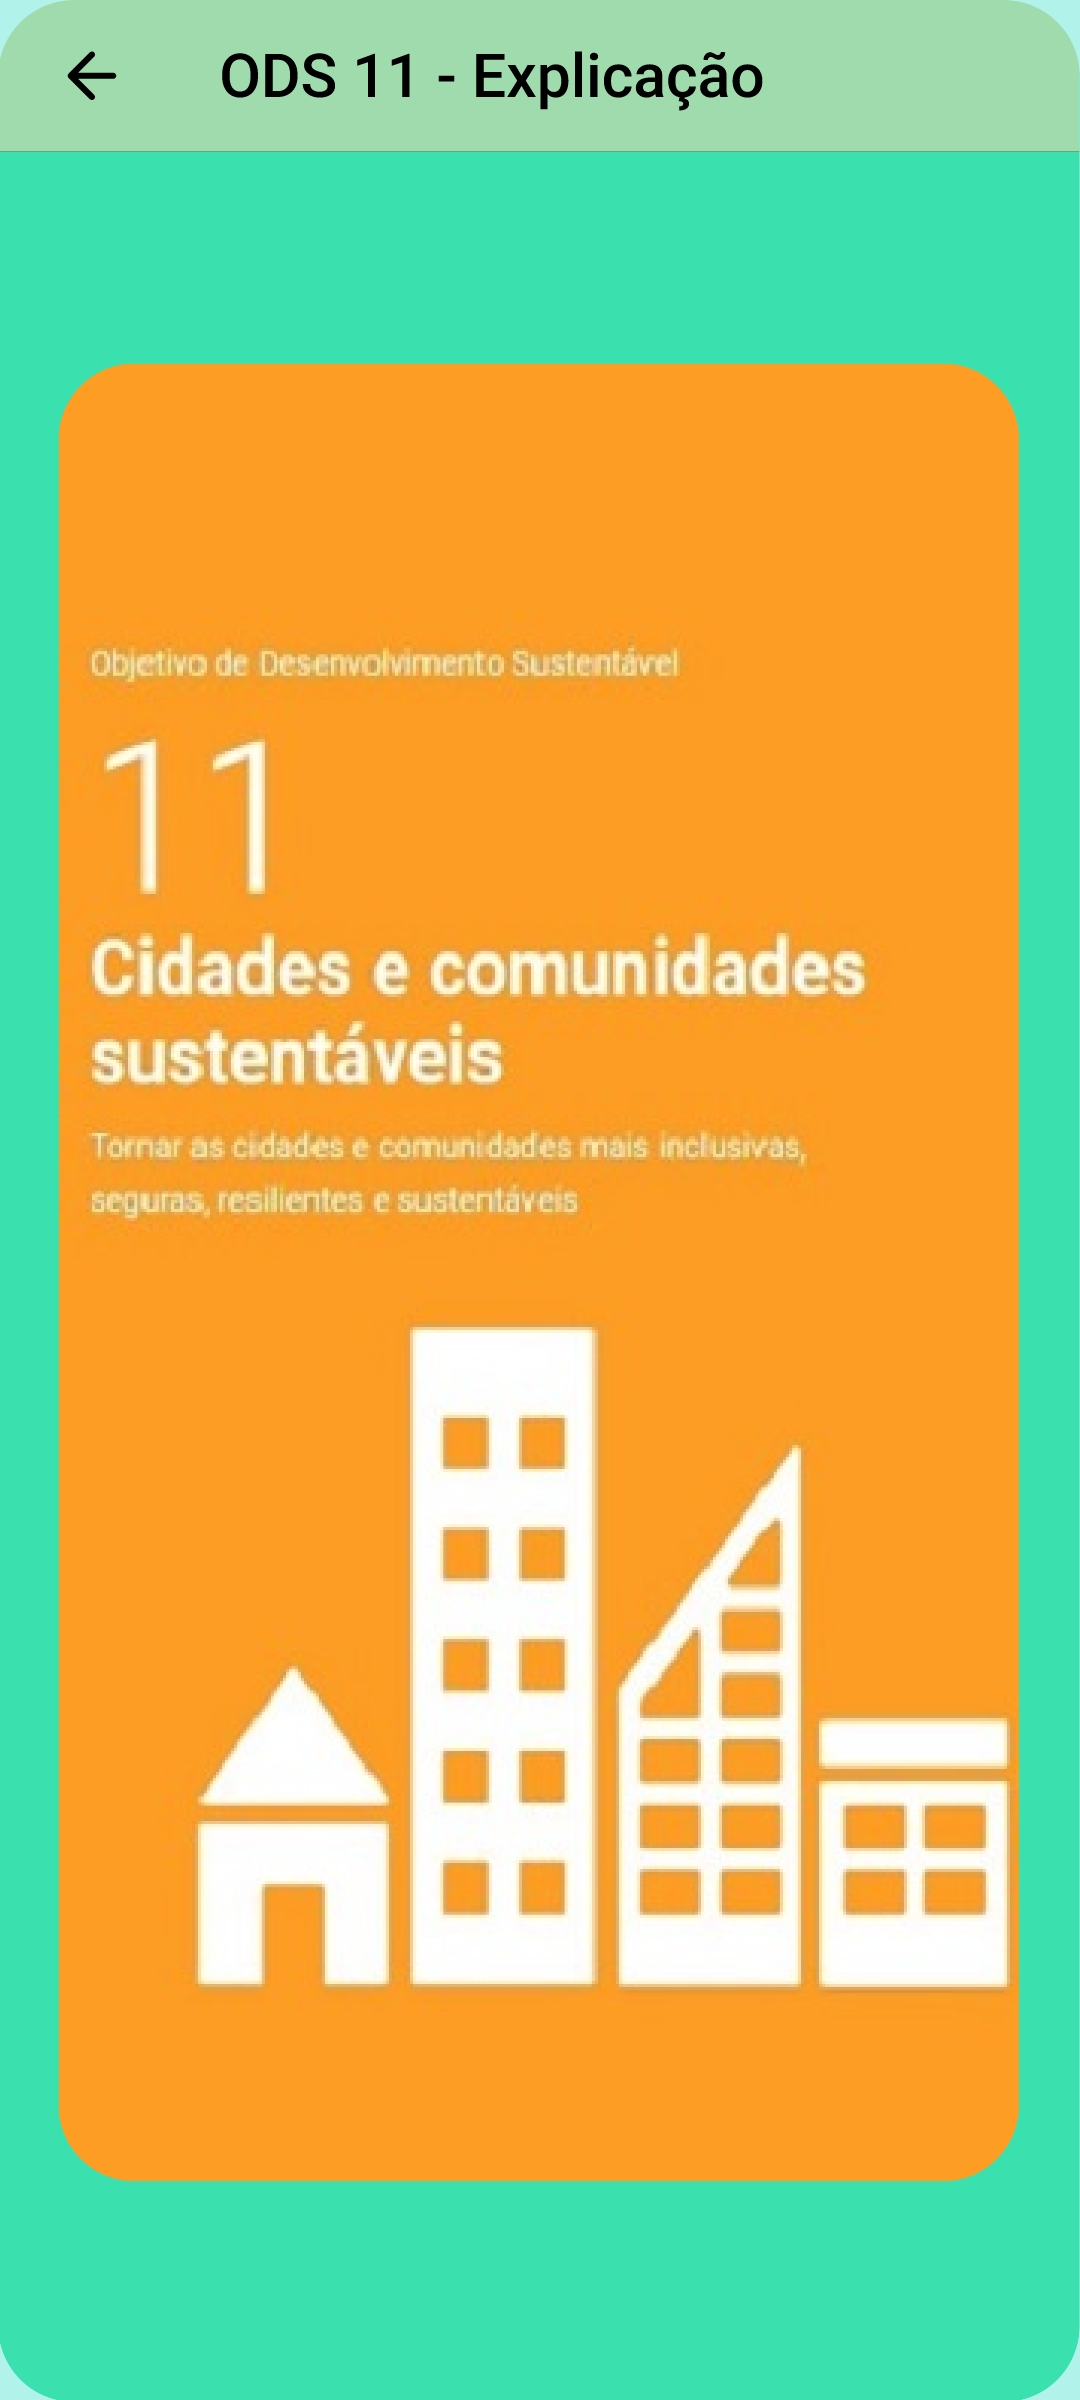 ODS 11 - Explicação
Objetivo de Desenvolvimento Sustentável
11
Cidades e comunidades
sustentáveis
Tornar as cidades e comunidades mais inclusivas,
seguras, resilientes e sustentáveis